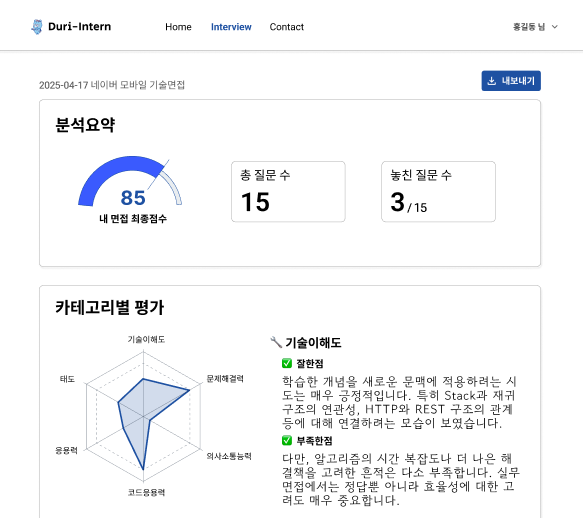 Duri-Intern
Home
Interview
Contact
홍길동 님
2025-04-17 네이버 모바일 기술면접
내보내기
분석요약
85
내 면접 최종점수
총 질문 수
15
놓친 질문 수
3 / 15
카테고리별 평가
기술이해도
문제해결력
의사소통능력
코드응용력
응용력
태도
🔧 기술이해도
✅ 잘한점
학습한 개념을 새로운 문맥에 적용하려는 시
도는 매우 긍정적입니다. 특히 Stack과 재귀
구조의 연관성, HTTP와 REST 구조의 관계
등에 대해 연결하려는 모습이 보였습니다.
✅ 부족한점
다만, 알고리즘의 시간 복잡도나 더 나은 해
결책을 고려한 흔적은 다소 부족합니다. 실무
면접에서는 정답뿐 아니라 효율성에 대한 고
려도 매우 중요합니다.